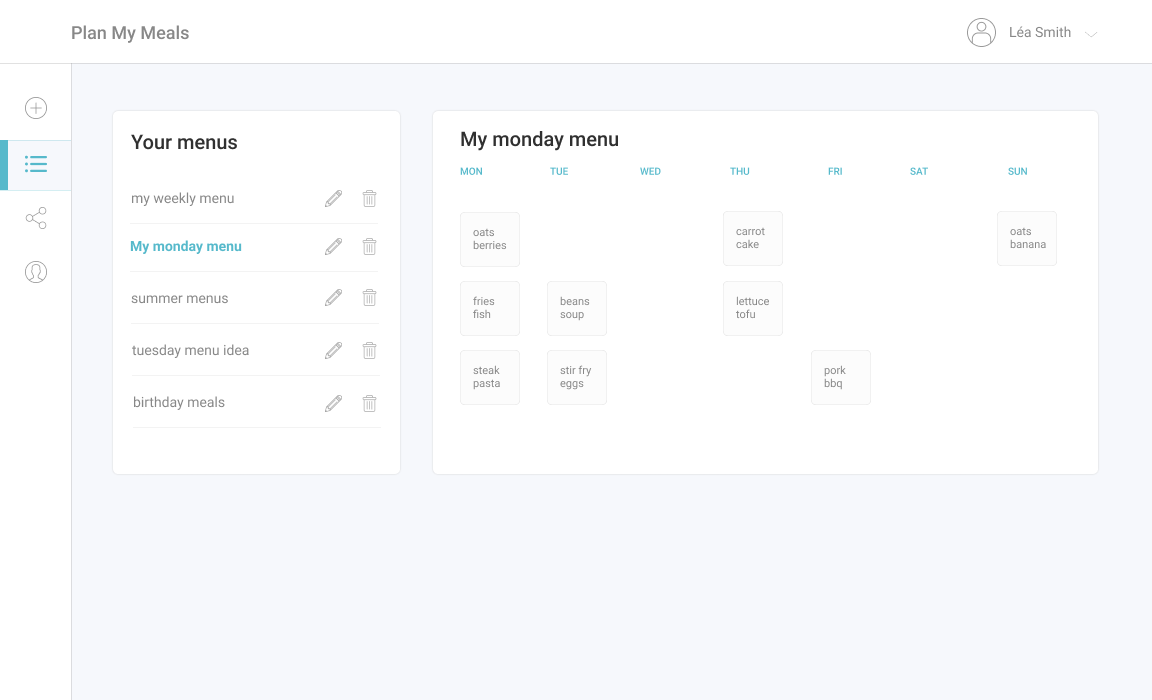 Plan My Meals
Léa Smith
Your menus
my weekly menu
My monday menu
summer menus
tuesday menu idea
birthday meals
My monday menu
MON TUE WED THU FRI SAT SUN
oats
berries
carrot
cake
oats
banana
fries
fish
beans
soup
lettuce
tofu
steak
pasta
stir fry
eggs
pork
bbq